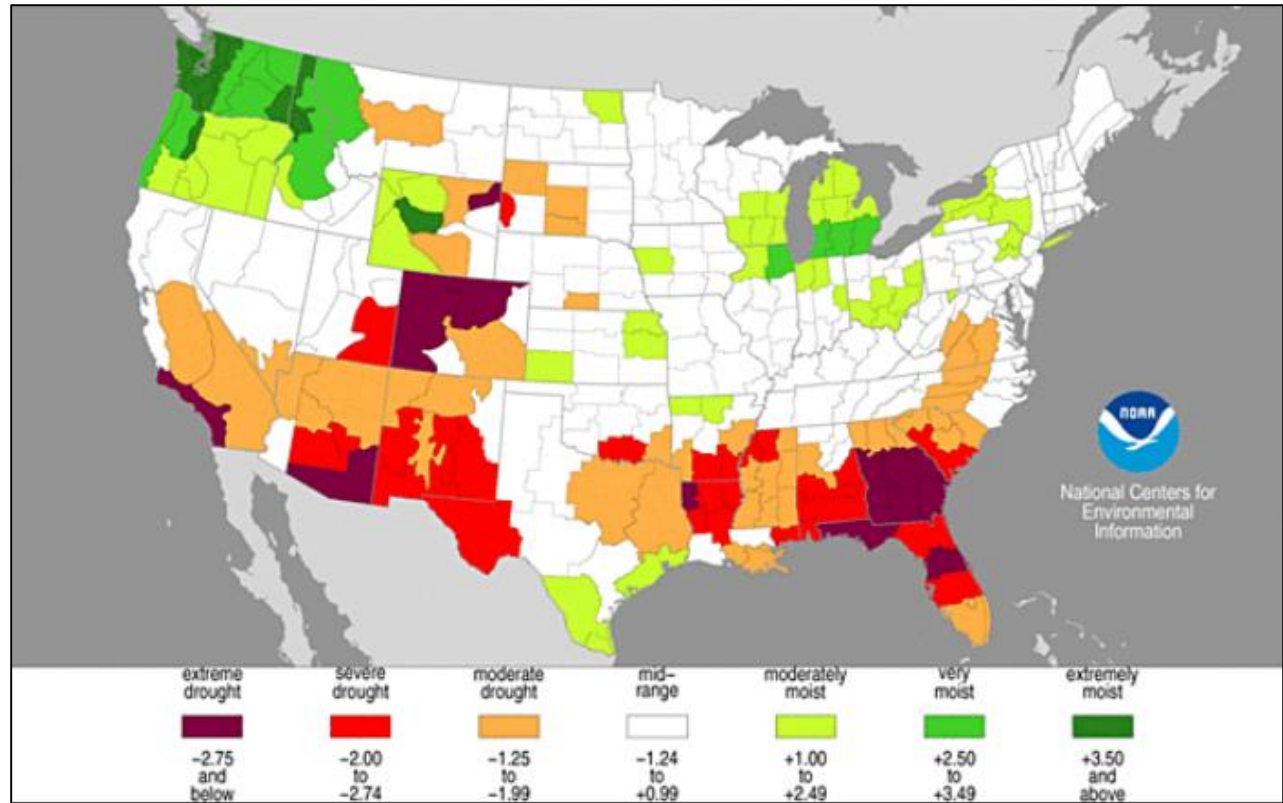 NOAA
National Centers for
Environmental
Information
extreme drought
severe drought
moderate drought
mid- range
moderately moist
very moist
extremely moist
−2.75 and below
−2.00 to −2.74
−1.25 to −1.99
−1.24 to +0.99
+1.00 to +2.49
+2.50 to +3.49
+3.50 and above